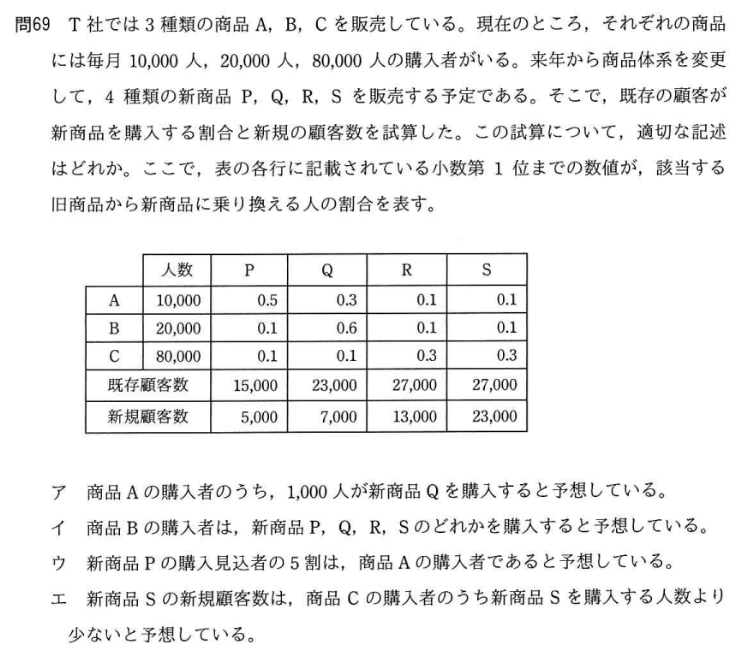 問69 T社では3種類の商品A，B，Cを販売している。現在のところ，それぞれの商品
には毎月 10,000 人，20,000 人，80,000 人の購入者がいる。来年から商品体系を変更
して，4 種類の新商品 P，Q，R，S を販売する予定である。そこで，既存の顧客が
新商品を購入する割合と新規の顧客数を試算した。この試算について，適切な記述
はどれか。ここで，表の各行に記載されている小数第 1 位までの数値が，該当する
旧商品から新商品に乗り換える人の割合を表す。
人数 P Q R S
A 10,000 0.5 0.3 0.1 0.1
B 20,000 0.1 0.6 0.1 0.1
C 80,000 0.1 0.1 0.3 0.3
既存顧客数 15,000 23,000 27,000 27,000
新規顧客数 5,000 7,000 13,000 23,000
ア 商品Aの購入者のうち，1,000 人が新商品Qを購入すると予想している。
イ 商品Bの購入者は，新商品P，Q，R，Sのどれかを購入すると予想している。
ウ 新商品Pの購入見込者の5割は，商品Aの購入者であると予想している。
エ 新商品Sの新規顧客数は，商品Cの購入者のうち新商品Sを購入する人数より
少ないと予想している。